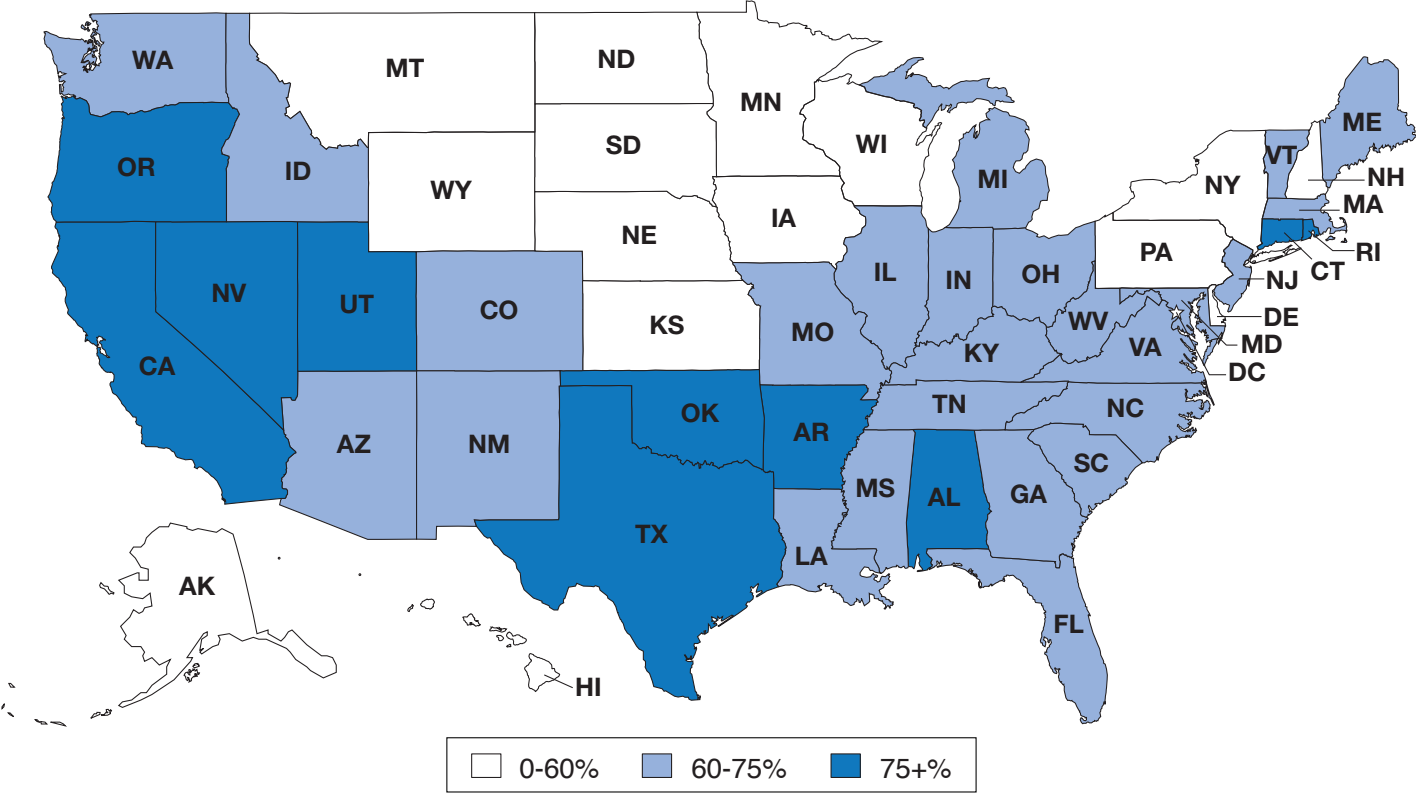 WA
MT
ND
MN
ME
OR
ID
SD
WI
MI
VT
NH
WY
NY
MA
NE
IA
PA
RI
CT
NV
UT
CO
IL
IN
OH
NJ
DE
KS
MO
WV
VA
MD
DC
CA
KY
AZ
NM
OK
AR
TN
NC
SC
MS
AL
GA
TX
LA
AK
FL
HI
0-60% 60-75% 75+%